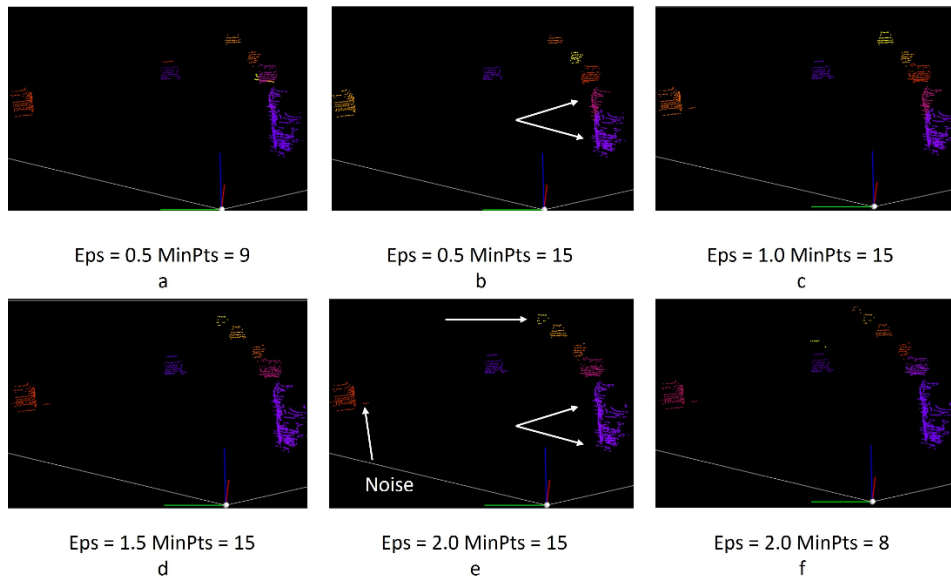 Eps = 0.5 MinPts = 9
a
Eps = 0.5 MinPts = 15
b
Eps = 1.0 MinPts = 15
c
Noise
Eps = 1.5 MinPts = 15
d
Eps = 2.0 MinPts = 15
e
Eps = 2.0 MinPts = 8
f